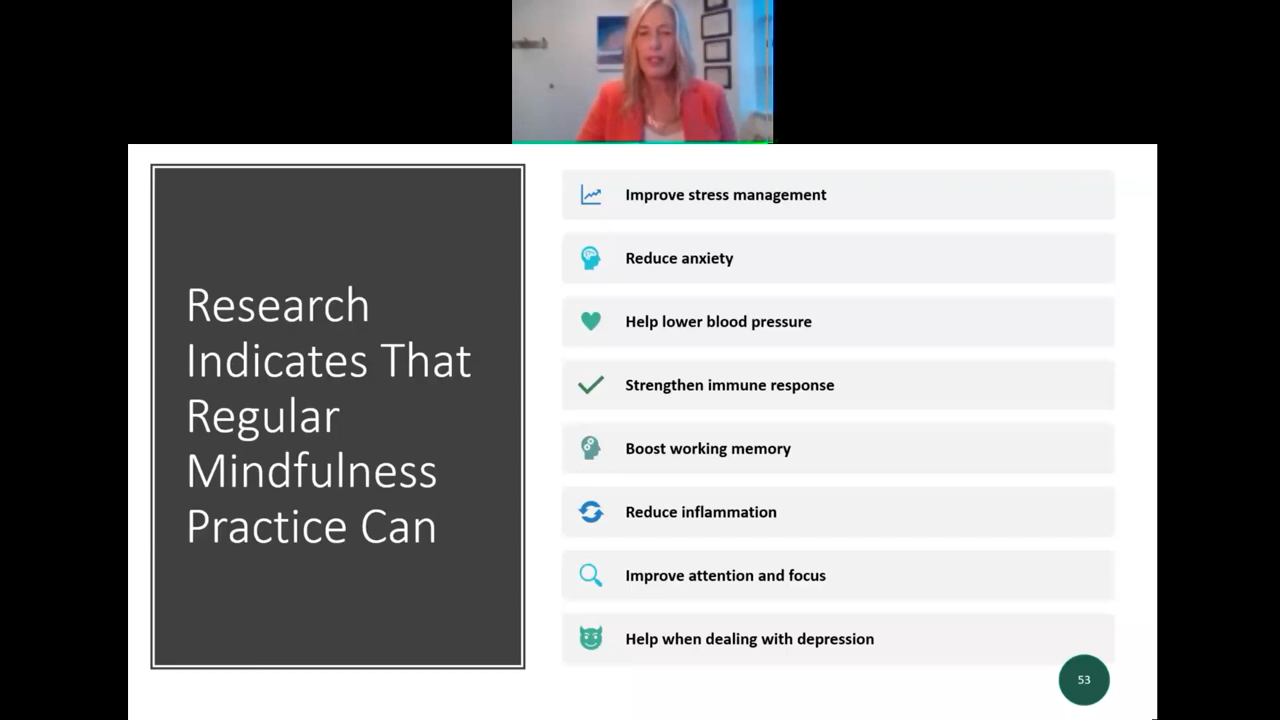 Research
Indicates That
Regular
Mindfulness
Practice Can
Improve stress management
Reduce anxiety
Help lower blood pressure
Strengthen immune response
Boost working memory
Reduce inflammation
Improve attention and focus
Help when dealing with depression
53